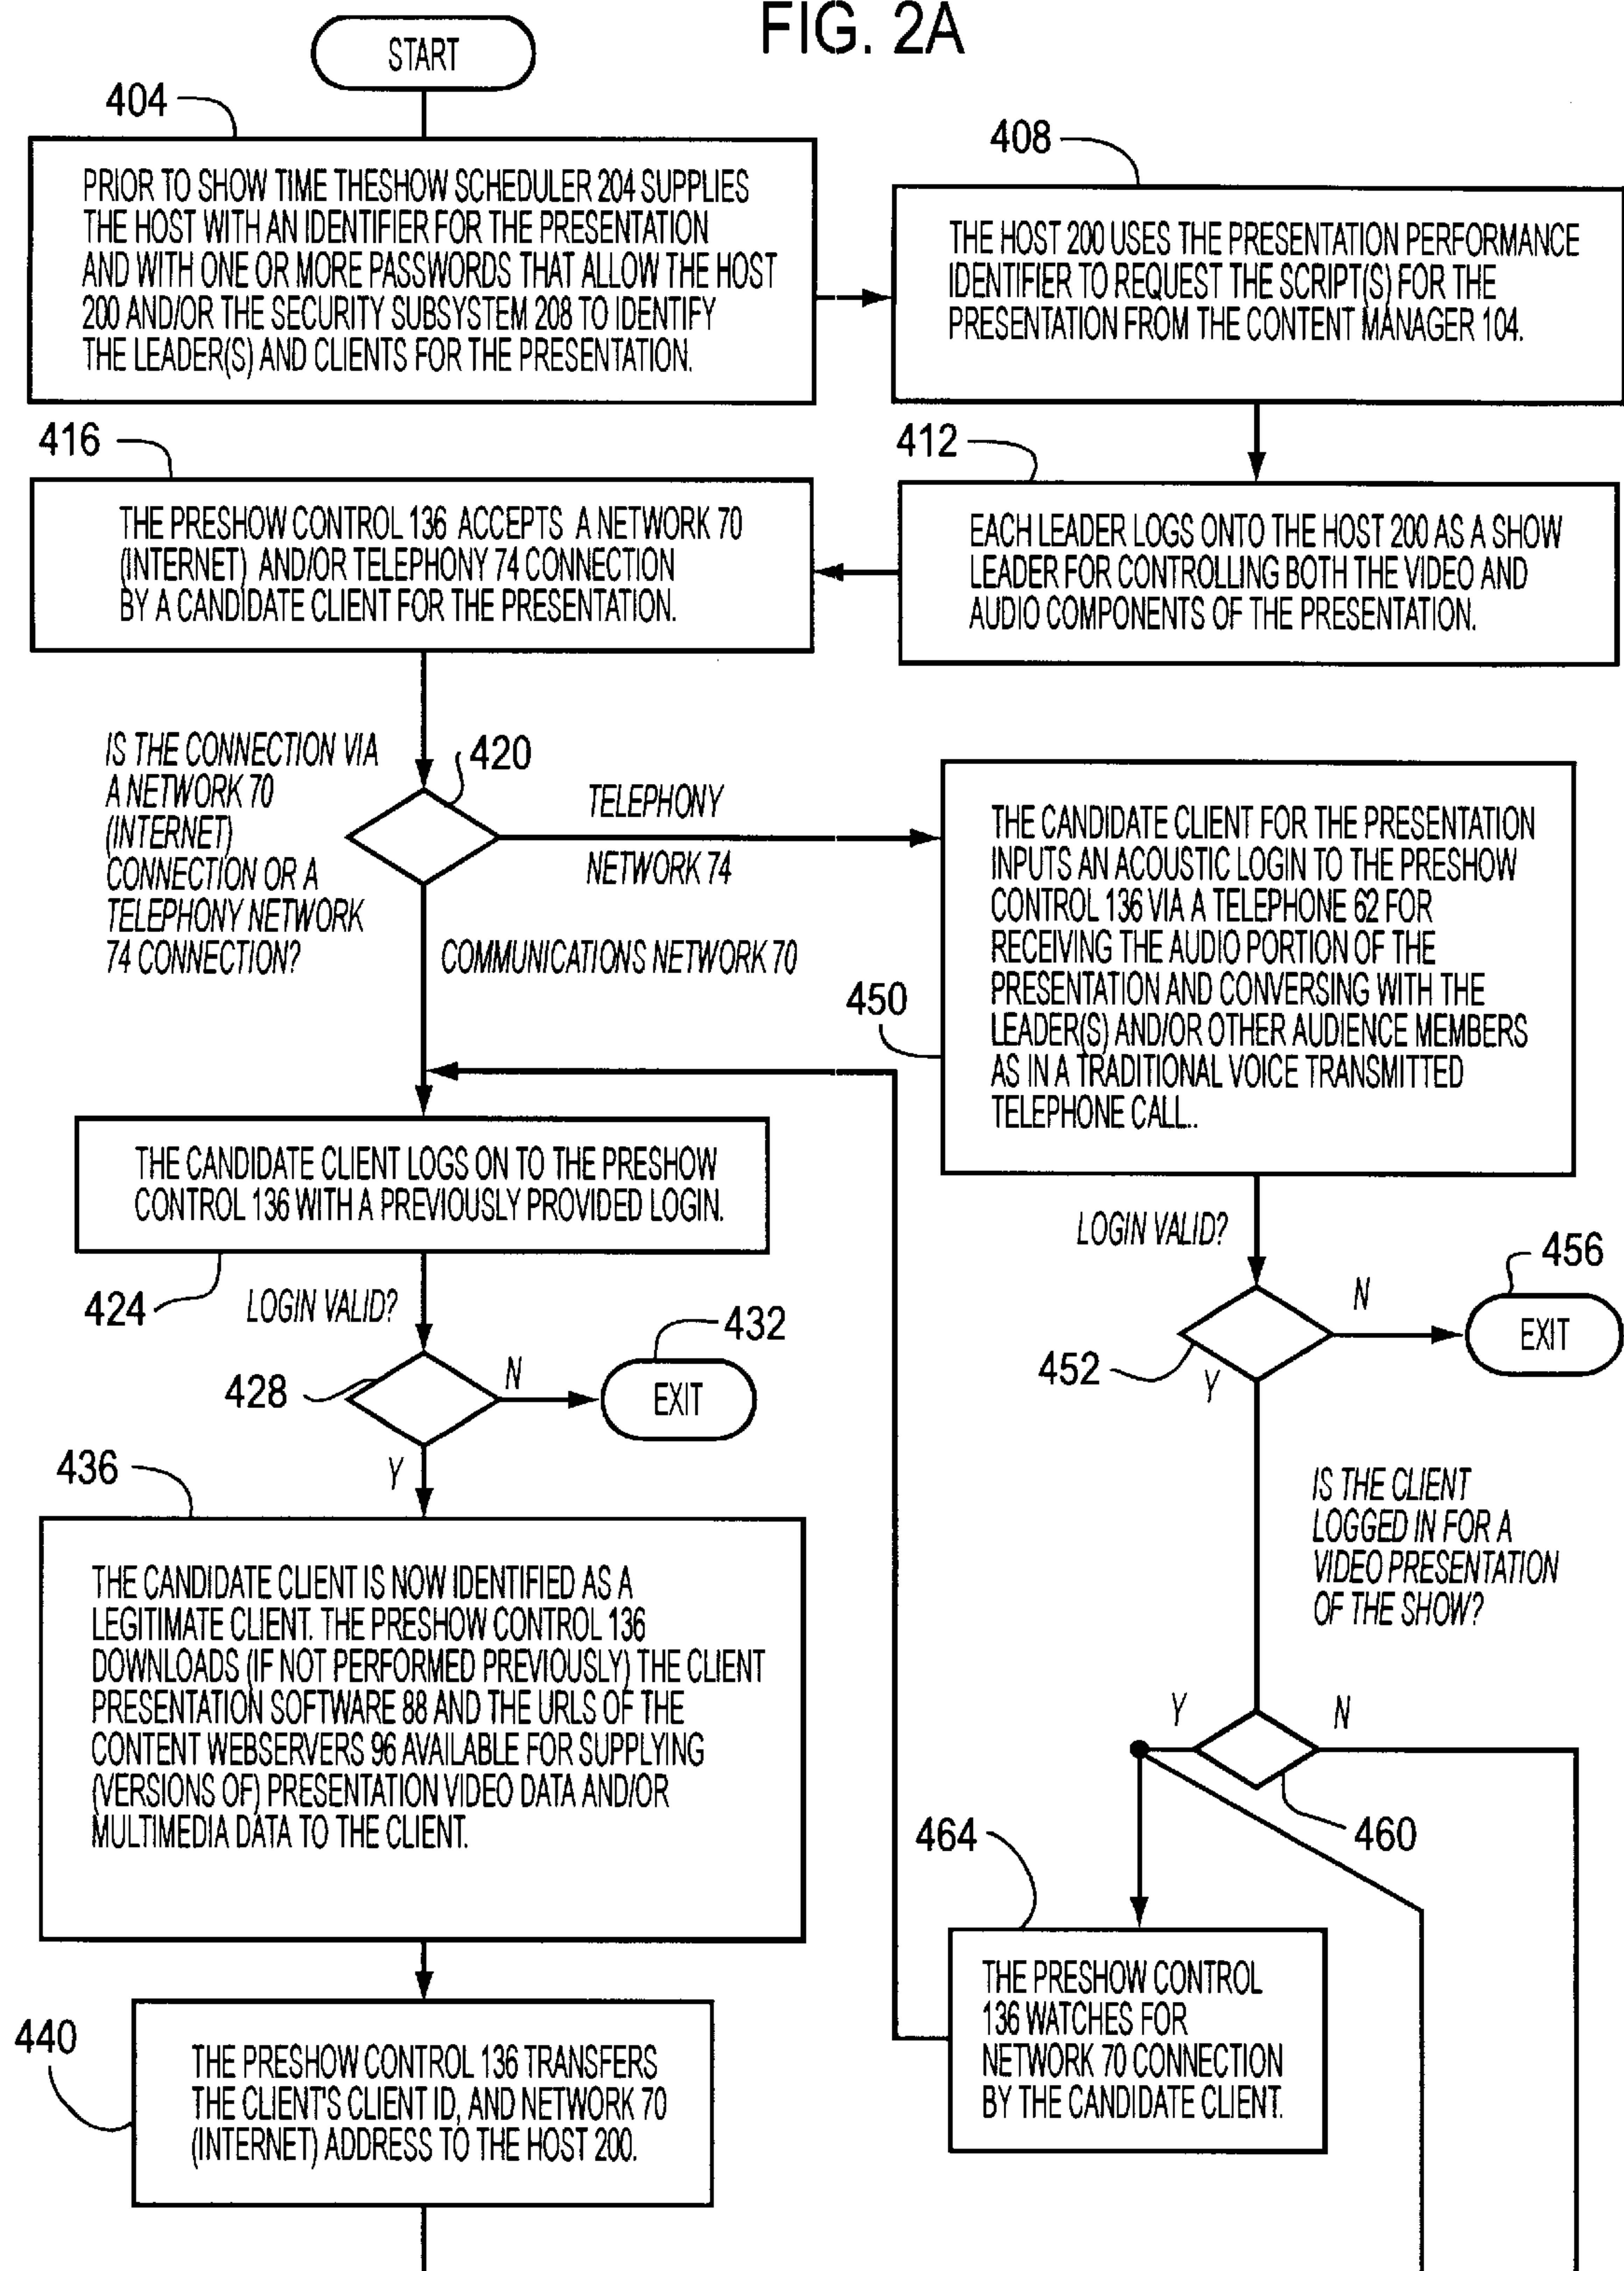 FIG. 2A
START
404
PRIOR TO SHOW TIME THESHOW SCHEDULER 204 SUPPLIES
THE HOST WITH AN IDENTIFIER FOR THE PRESENTATION
AND WITH ONE OR MORE PASSWORDS THAT ALLOW THE HOST
200 AND/OR THE SECURITY SUBSYSTEM 208 TO IDENTIFY
THE LEADER(S) AND CLIENTS FOR THE PRESENTATION.
408
THE HOST 200 USES THE PRESENTATION PERFORMANCE
IDENTIFIER TO REQUEST THE SCRIPT(S) FOR THE
PRESENTATION FROM THE CONTENT MANAGER 104.
412
EACH LEADER LOGS ONTO THE HOST 200 AS A SHOW
LEADER FOR CONTROLLING BOTH THE VIDEO AND
AUDIO COMPONENTS OF THE PRESENTATION.
416
THE PRESHOW CONTROL 136 ACCEPTS A NETWORK 70
(INTERNET) AND/OR TELEPHONY 74 CONNECTION
BY A CANDIDATE CLIENT FOR THE PRESENTATION.
IS THE CONNECTION VIA
A NETWORK 70
(INTERNET)
CONNECTION OR A
TELEPHONY NETWORK
74 CONNECTION?
420
TELEPHONY
NETWORK 74
COMMUNICATIONS NETWORK 70
450
THE CANDIDATE CLIENT FOR THE PRESENTATION
INPUTS AN ACOUSTIC LOGIN TO THE PRESHOW
CONTROL 136 VIA A TELEPHONE 62 FOR
RECEIVING THE AUDIO PORTION OF THE
PRESENTATION AND CONVERSING WITH THE
LEADER(S) AND/OR OTHER AUDIENCE MEMBERS
AS IN A TRADITIONAL VOICE TRANSMITTED
TELEPHONE CALL..
THE CANDIDATE CLIENT LOGS ON TO THE PRESHOW
CONTROL 136 WITH A PREVIOUSLY PROVIDED LOGIN.
424
LOGIN VALID?
428
N
432
EXIT
Y
LOGIN VALID?
452
N
456
EXIT
Y
436
THE CANDIDATE CLIENT IS NOW IDENTIFIED AS A
LEGITIMATE CLIENT. THE PRESHOW CONTROL 136
DOWNLOADS (IF NOT PERFORMED PREVIOUSLY) THE CLIENT
PRESENTATION SOFTWARE 88 AND THE URLS OF THE
CONTENT WEBSERVERS 96 AVAILABLE FOR SUPPLYING
(VERSIONS OF) PRESENTATION VIDEO DATA AND/OR
MULTIMEDIA DATA TO THE CLIENT.
IS THE CLIENT
LOGGED IN FOR A
VIDEO PRESENTATION
OF THE SHOW?
Y
N
460
464
THE PRESHOW CONTROL
136 WATCHES FOR
NETWORK 70 CONNECTION
BY THE CANDIDATE CLIENT.
440
THE PRESHOW CONTROL 136 TRANSFERS
THE CLIENT'S CLIENT ID, AND NETWORK 70
(INTERNET) ADDRESS TO THE HOST 200.